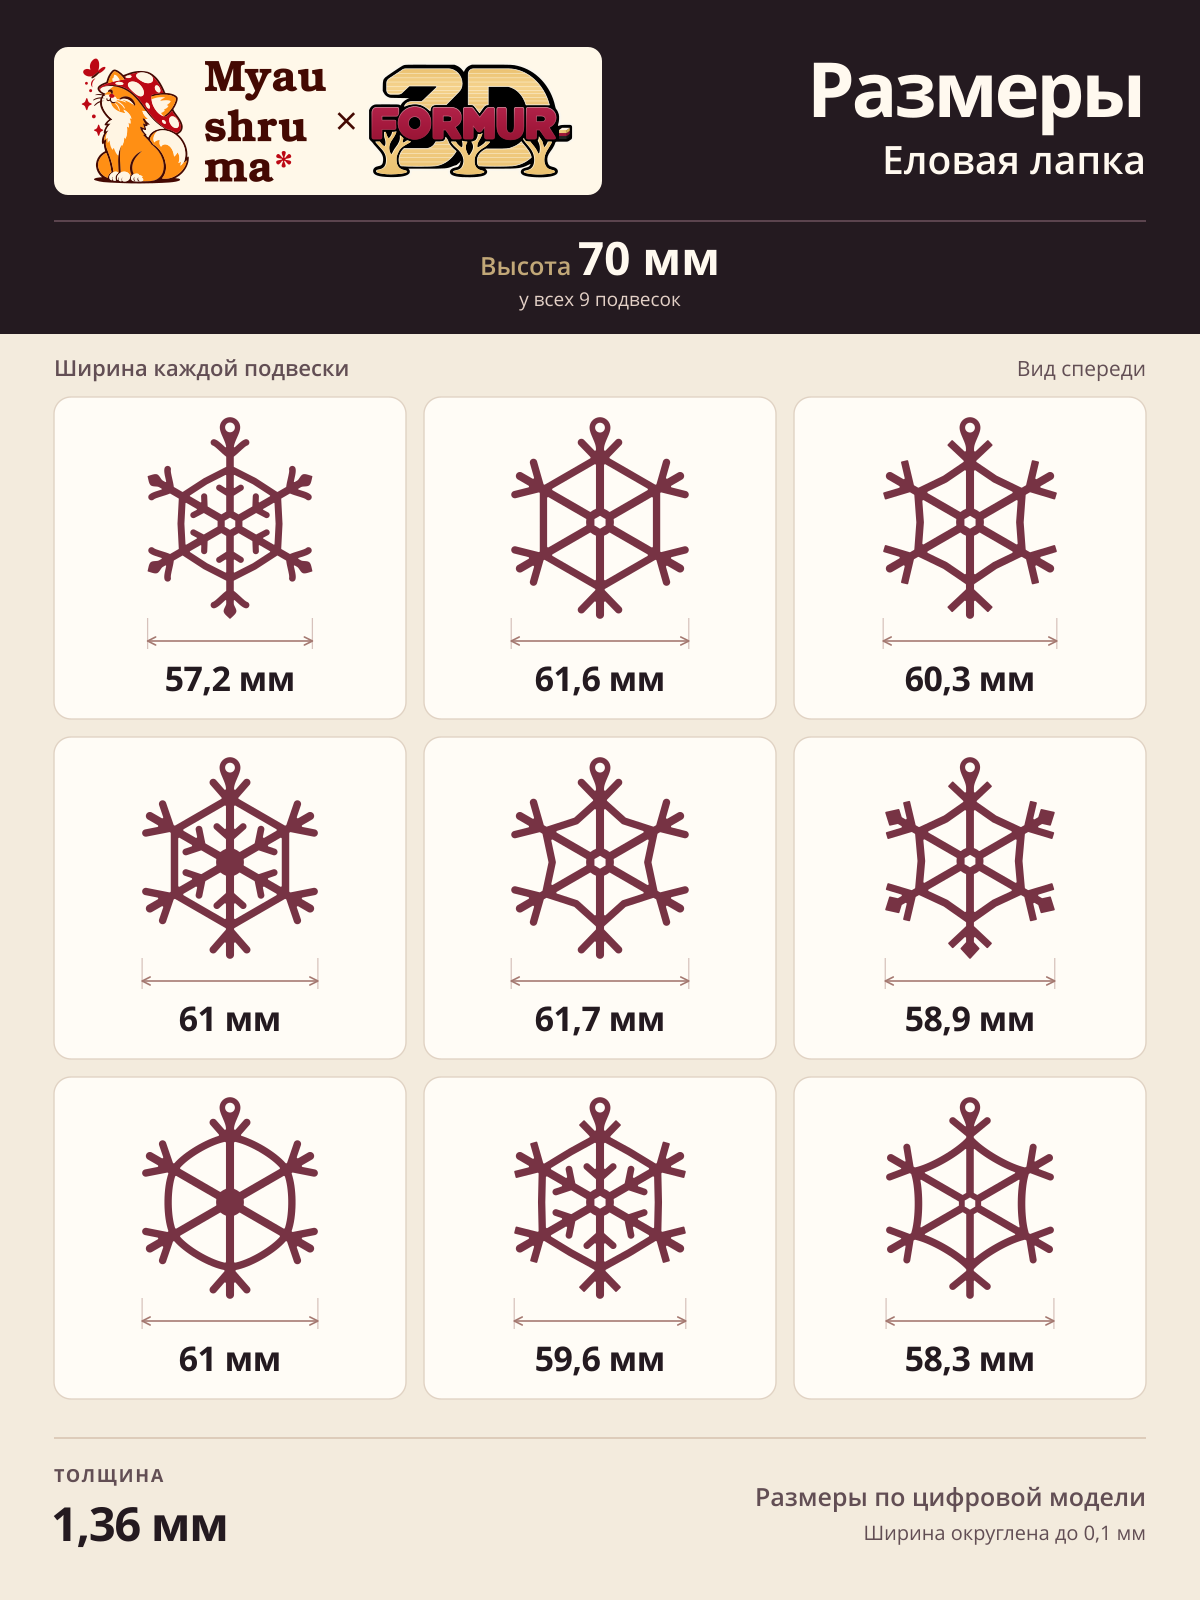 Myau
shru
ma*
×
3D
FORMUR
Размеры
Еловая лапка
Высота 70 мм
у всех 9 подвесок
Ширина каждой подвески
Вид спереди
57,2 мм
61,6 мм
60,3 мм
61 мм
61,7 мм
58,9 мм
61 мм
59,6 мм
58,3 мм
ТОЛЩИНА
1,36 мм
Размеры по цифровой модели
Ширина округлена до 0,1 мм